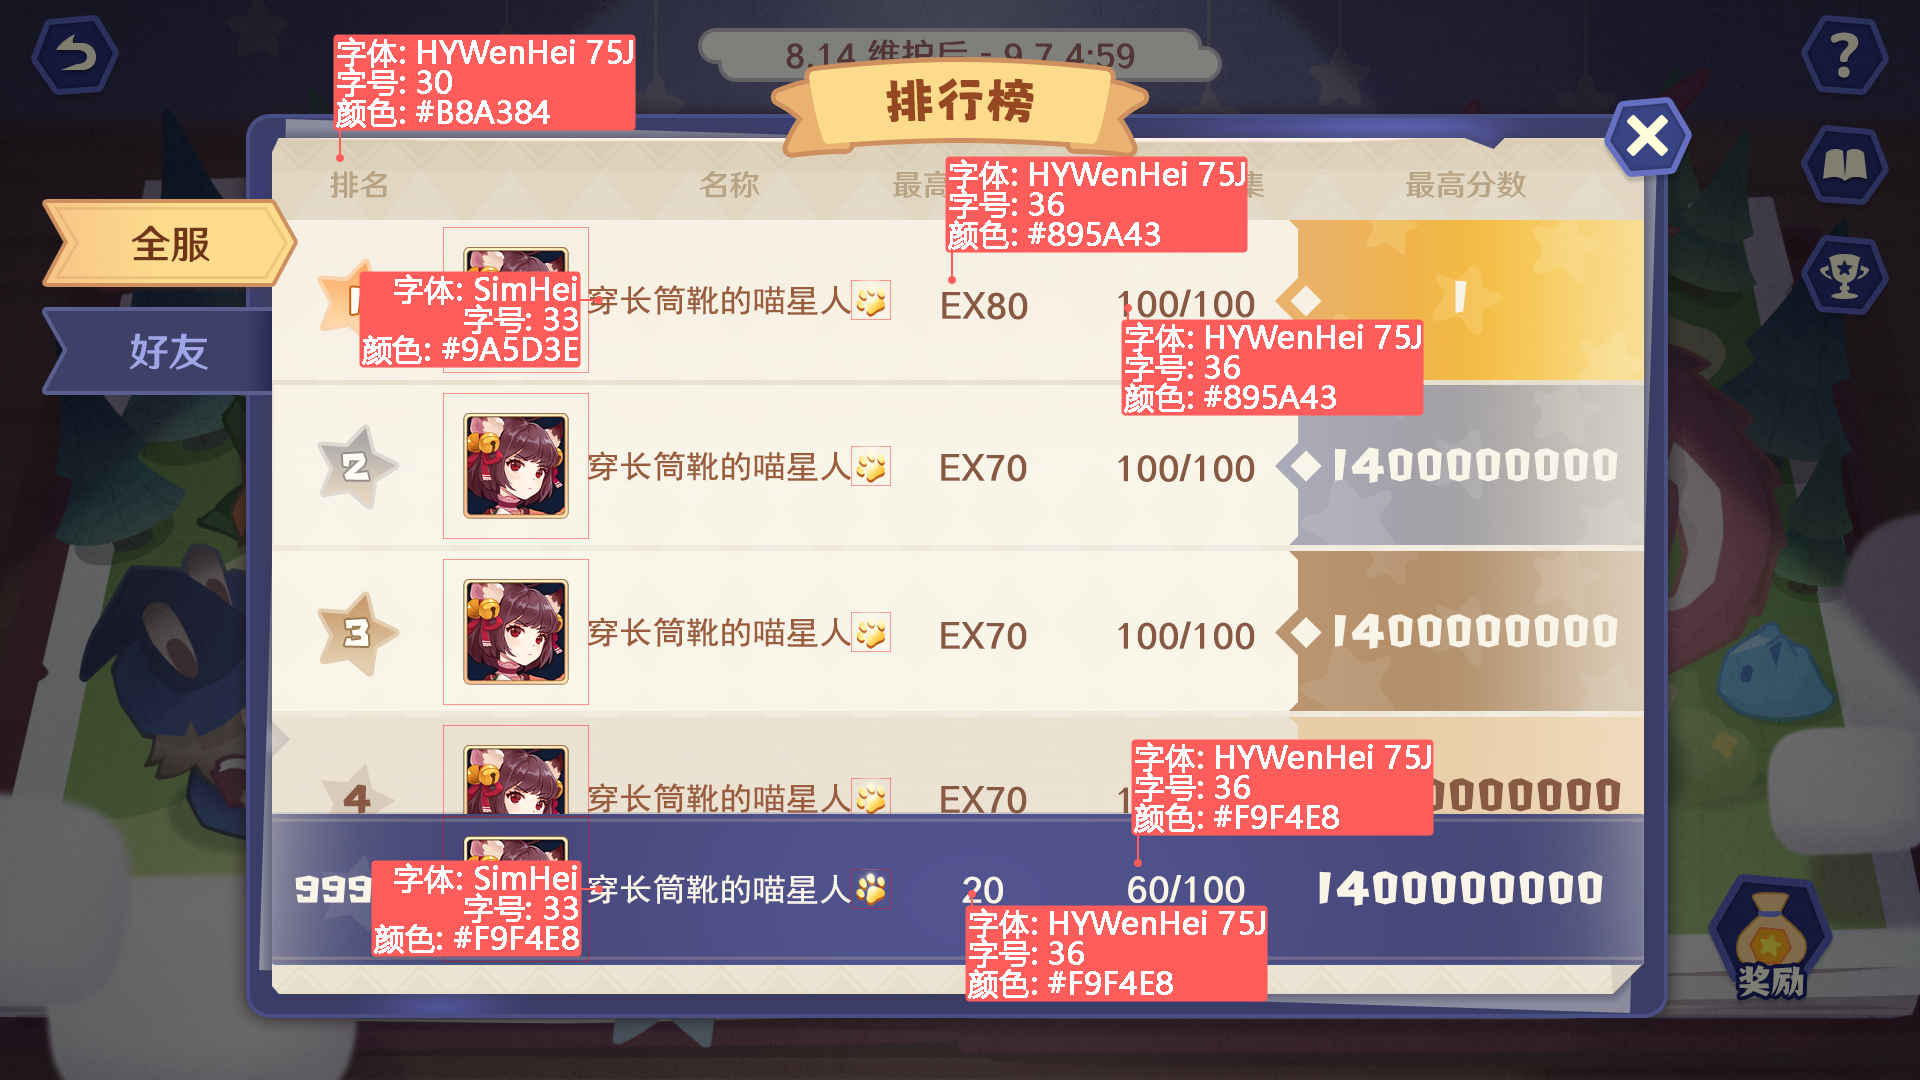 8.14 维护后 - 9.7 4:59
排行榜
字体: HYWenHei 75J
字号: 30
颜色: #B8A384
排名
名称
最高
集
最高分数
字体: HYWenHei 75J
字号: 36
颜色: #895A43
全服
好友
1
字体: SimHei
字号: 33
颜色: #9A5D3E
穿长筒靴的喵星人
EX80
100/100
1
字体: HYWenHei 75J
字号: 36
颜色: #895A43
2
穿长筒靴的喵星人
EX70
100/100
1400000000
3
穿长筒靴的喵星人
EX70
100/100
1400000000
4
穿长筒靴的喵星人
EX70
1
0000000
字体: HYWenHei 75J
字号: 36
颜色: #F9F4E8
999
字体: SimHei
字号: 33
颜色: #F9F4E8
穿长筒靴的喵星人
20
60/100
1400000000
字体: HYWenHei 75J
字号: 36
颜色: #F9F4E8
奖励